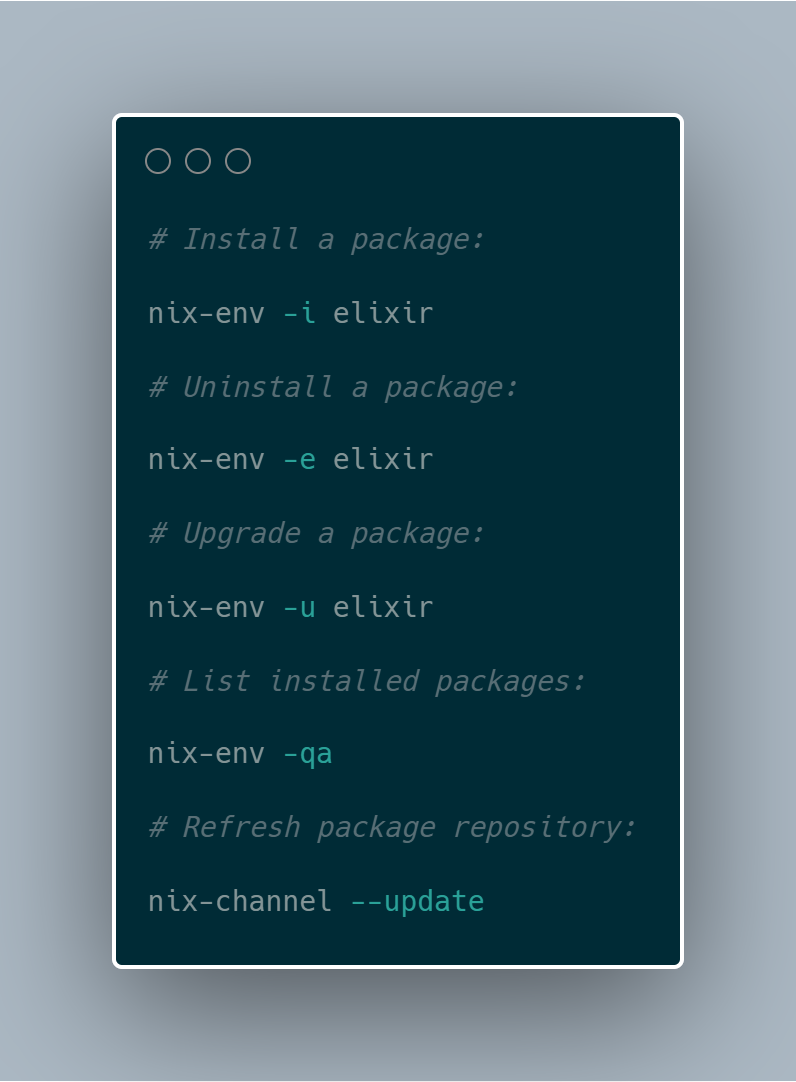 # Install a package:
nix-env -i elixir
# Uninstall a package:
nix-env -e elixir
# Upgrade a package:
nix-env -u elixir
# List installed packages:
nix-env -qa
# Refresh package repository:
nix-channel --update